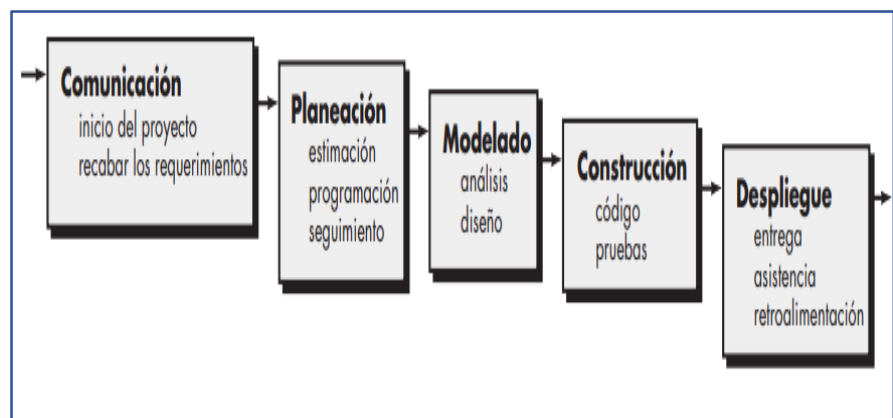 Comunicación
inicio del proyecto
recabar los requerimientos
Planeación
estimación
programación
seguimiento
Modelado
análisis
diseño
Construcción
código
pruebas
Despliegue
entrega
asistencia
retroalimentación